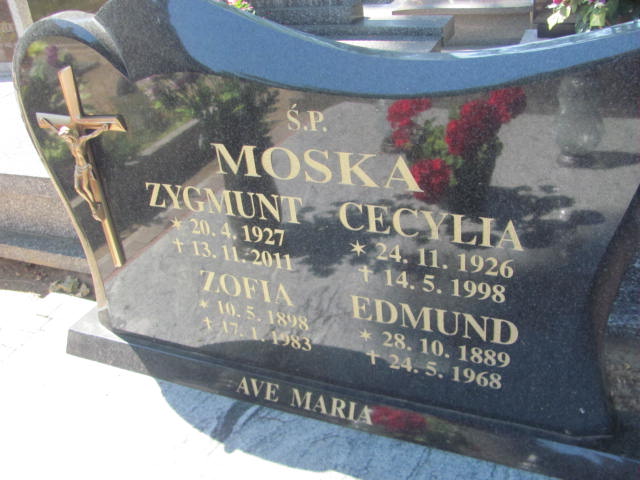 Ś.P.
MOSKA
ZYGMUNT CECYLIA
* 20. 4. 1927 * 24. 11. 1926
† 13. 11. 2011 † 14. 5. 1998
ZOFIA EDMUND
* 10. 5. 1898 * 28. 10. 1889
† 17. 1. 1983 † 24. 5. 1968
AVE MARIA